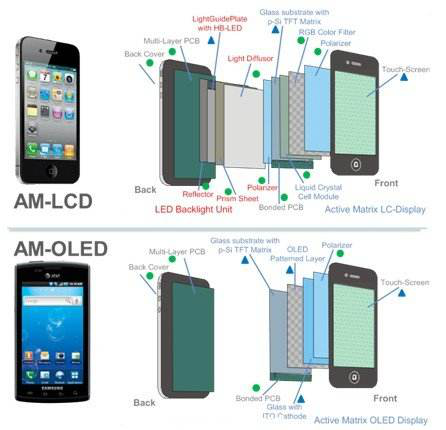 LightGuidePlate
with HB-LED
Multi-Layer PCB
Back Cover
Light Diffusor
Glass substrate with
p-Si TFT Matrix
RGB Color Filter
Polarizer
Touch-Screen
Back
Reflector
Prism Sheet
Polarizer
Liquid Crystal
Cell Module
Bonded PCB
Front
AM-LCD
LED Backlight Unit
Active Matrix LC-Display
AM-OLED
Multi-Layer PCB
Back Cover
Glass substrate with
p-Si TFT Matrix
OLED
Patterned Layer
Polarizer
Touch-Screen
at&t
SAMSUNG
Back
Bonded PCB
Glass with
ITO Cathode
Front
Active Matrix OLED Display